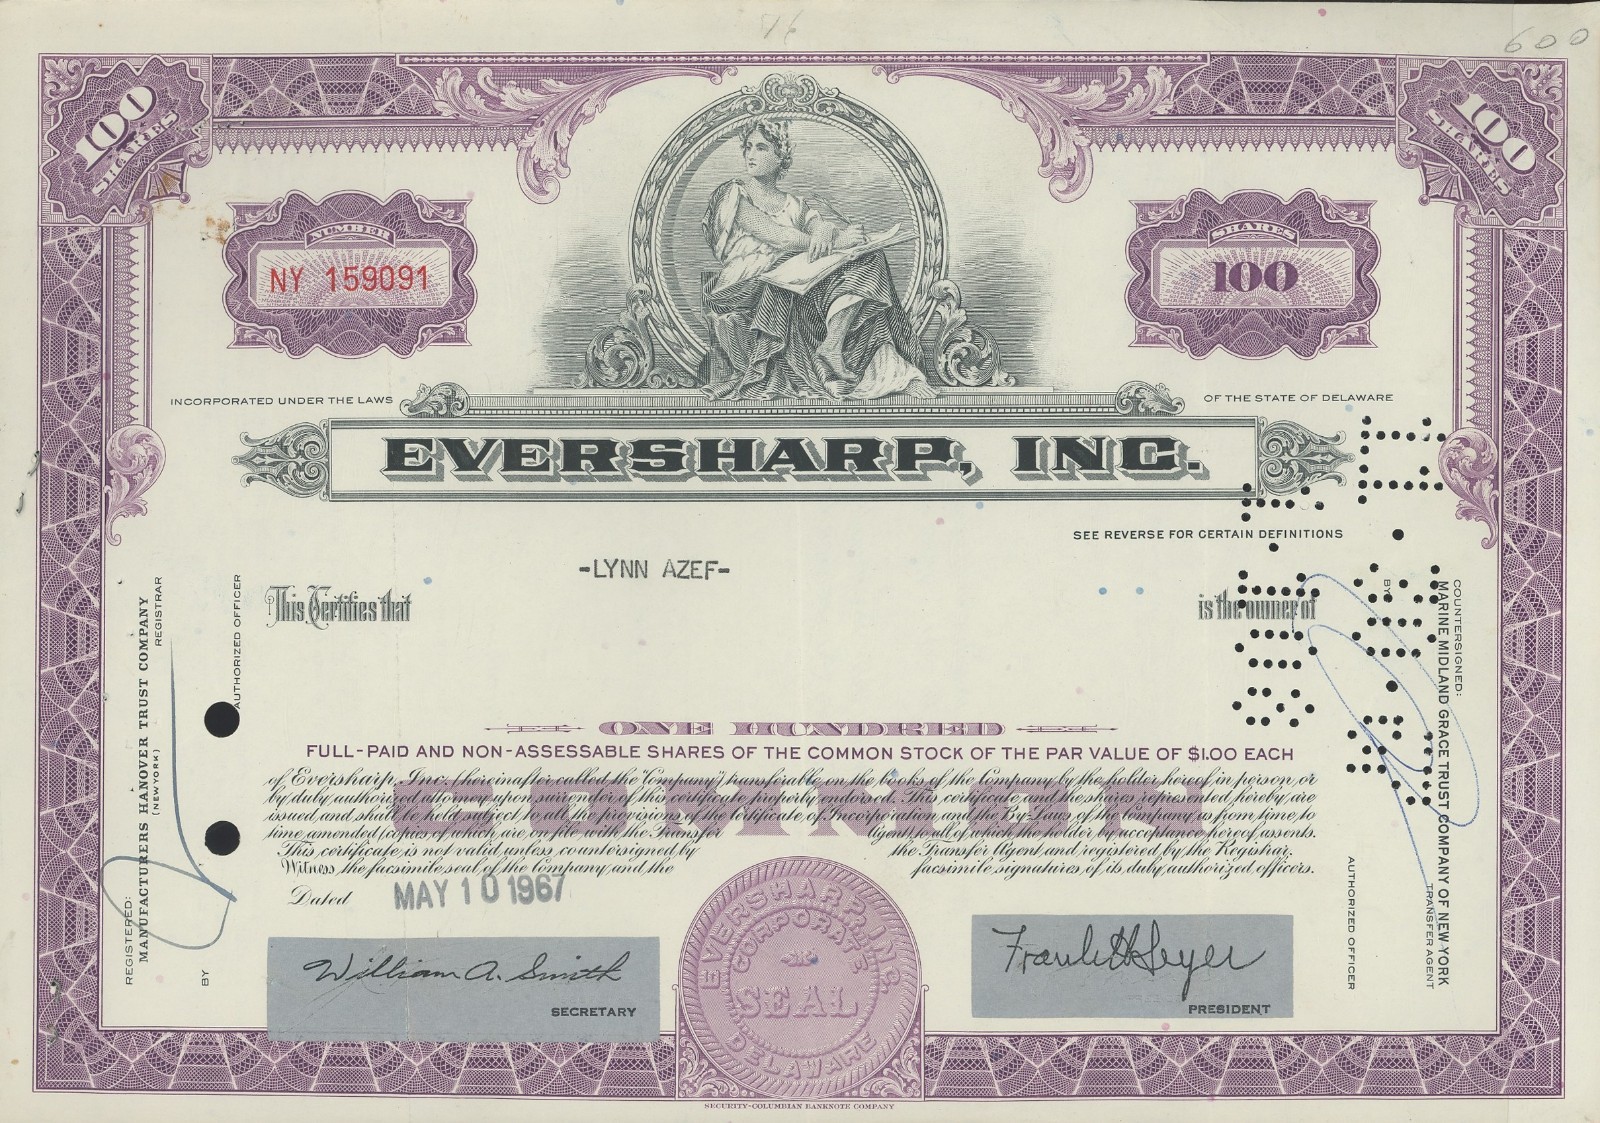 600
100
SHARES
100
SHARES
NUMBER
NY 159091
SHARES
100
INCORPORATED UNDER THE LAWS
OF THE STATE OF DELAWARE
EVERSHARP, INC.
SEE REVERSE FOR CERTAIN DEFINITIONS
-LYNN AZEF-
This Certifies that
is the owner of
ONE HUNDRED
FULL-PAID AND NON-ASSESSABLE SHARES OF THE COMMON STOCK OF THE PAR VALUE OF $1.00 EACH
COMMON
of Eversharp, Inc. (hereinafter called the "Company") transferable on the books of the Company by the holder hereof in person, or
by duly authorized attorney upon surrender of this certificate properly endorsed. This certificate and the shares represented hereby are
issued and shall be held subject to all the provisions of the Certificate of Incorporation and the By-Laws of the Company as from time to
time amended (copies of which are on file with the Transfer Agent) to all of which the holder by acceptance hereof assents.
This certificate is not valid unless countersigned by the Transfer Agent and registered by the Registrar.
Witness the facsimile seal of the Company and the facsimile signatures of its duly authorized officers.
Dated MAY 10 1967
William A. Smith
SECRETARY
EVERSHARP, INC.
CORPORATE
SEAL
DELAWARE
PRESIDENT
REGISTERED:
MANUFACTURERS HANOVER TRUST COMPANY
(NEW YORK)
REGISTRAR
BY
AUTHORIZED OFFICER
COUNTERSIGNED:
MARINE MIDLAND GRACE TRUST COMPANY OF NEW YORK
TRANSFER AGENT
BY
AUTHORIZED OFFICER
SECURITY-COLUMBIAN BANKNOTE COMPANY